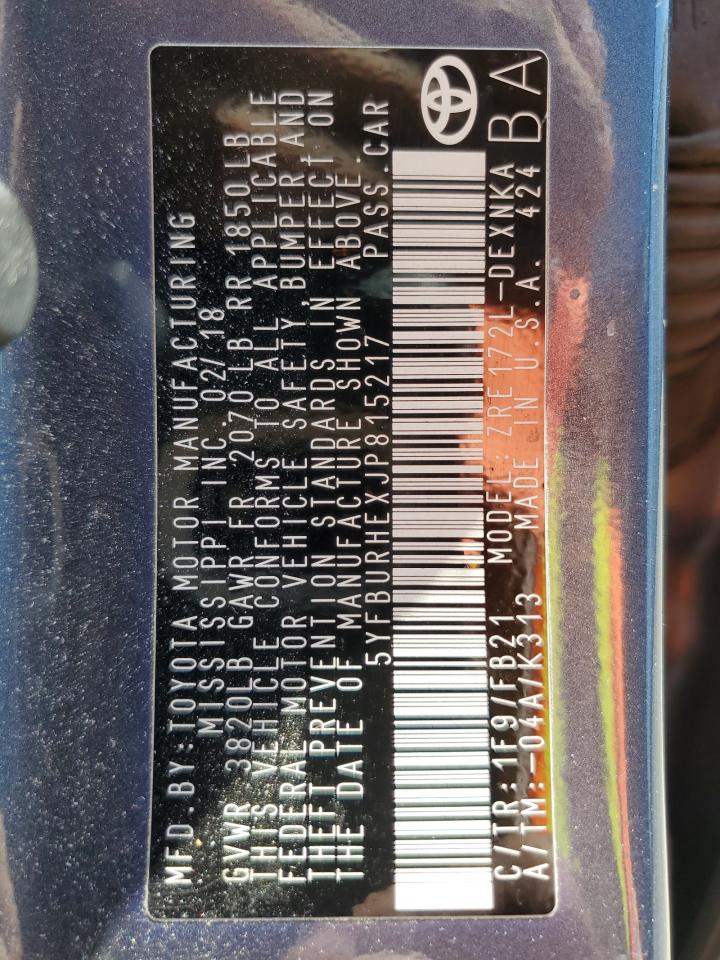 MFD.BY:TOYOTA MOTOR MANUFACTURING
MISSISSIPPI INC. 02/18
GVWR 3820LB GAWR FR 2070 LB RR 1850LB
THIS VEHICLE CONFORMS TO ALL APPLICABLE
FEDERAL MOTOR VEHICLE SAFETY, BUMPER AND
THEFT PREVENTION STANDARDS IN EFFECT ON
THE DATE OF MANUFACTURE SHOWN ABOVE.
5YFBURHEXJP815217 PASS.CAR
C/TR: 1F9/FB21 MODEL: ZRE172L-DEXNKA
A/TM:-04A/K313 MADE IN U.S.A. 424
BA